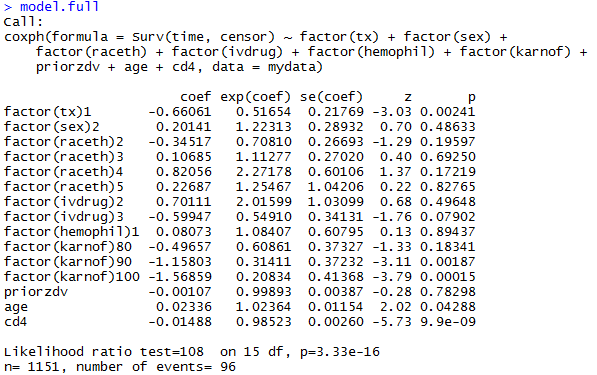 > model.full
Call:
coxph(formula = Surv(time, censor) ~ factor(tx) + factor(sex) +
    factor(raceth) + factor(ivdrug) + factor(hemophil) + factor(karnof) +
    priorzdv + age + cd4, data = mydata)

                      coef exp(coef) se(coef)     z       p
factor(tx)1       -0.66061   0.51654  0.21769 -3.03 0.00241
factor(sex)2       0.20141   1.22313  0.28932  0.70 0.48633
factor(raceth)2   -0.34517   0.70810  0.26693 -1.29 0.19597
factor(raceth)3    0.10685   1.11277  0.27020  0.40 0.69250
factor(raceth)4    0.82056   2.27178  0.60106  1.37 0.17219
factor(raceth)5    0.22687   1.25467  1.04206  0.22 0.82765
factor(ivdrug)2    0.70111   2.01599  1.03099  0.68 0.49648
factor(ivdrug)3   -0.59947   0.54910  0.34131 -1.76 0.07902
factor(hemophil)1  0.08073   1.08407  0.60795  0.13 0.89437
factor(karnof)80  -0.49657   0.60861  0.37327 -1.33 0.18341
factor(karnof)90  -1.15803   0.31411  0.37232 -3.11 0.00187
factor(karnof)100 -1.56859   0.20834  0.41368 -3.79 0.00015
priorzdv          -0.00107   0.99893  0.00387 -0.28 0.78298
age                0.02336   1.02364  0.01154  2.02 0.04288
cd4               -0.01488   0.98523  0.00260 -5.73 9.9e-09

Likelihood ratio test=108  on 15 df, p=3.33e-16
n= 1151, number of events= 96